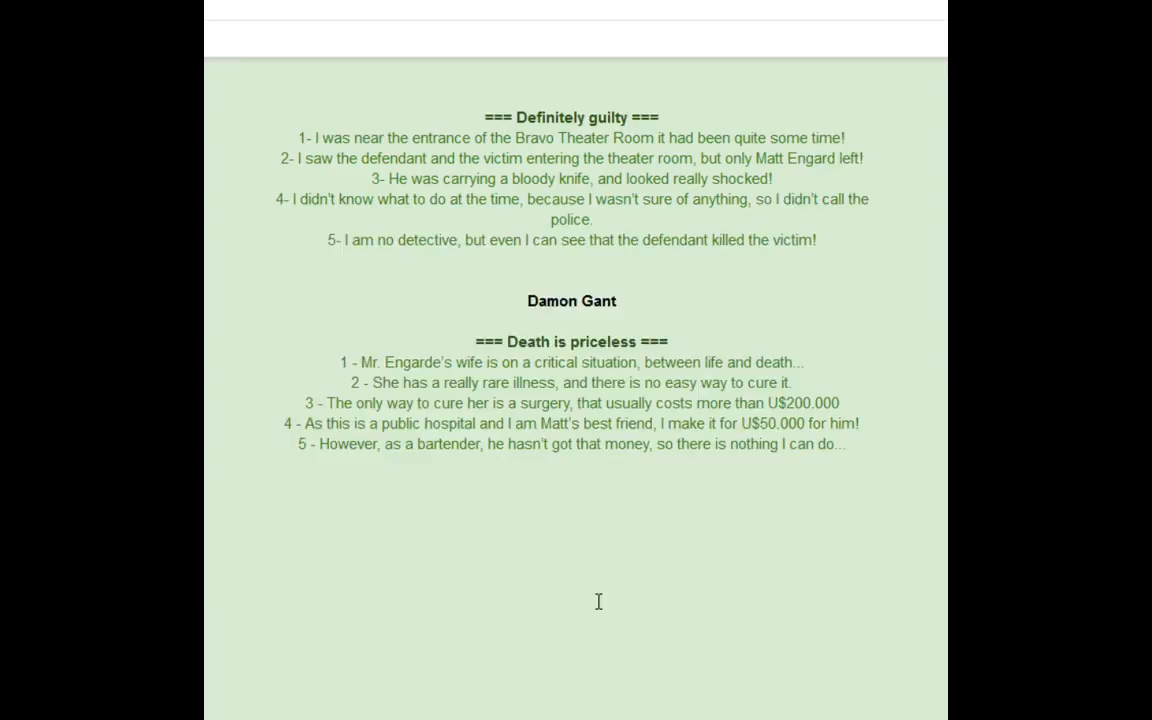 === Definitely guilty ===
1- I was near the entrance of the Bravo Theater Room it had been quite some time!
2- I saw the defendant and the victim entering the theater room, but only Matt Engard left!
3- He was carrying a bloody knife, and looked really shocked!
4- I didn't know what to do at the time, because I wasn't sure of anything, so I didn't call the
police.
5- I am no detective, but even I can see that the defendant killed the victim!
Damon Gant
=== Death is priceless ===
1 - Mr. Engarde's wife is on a critical situation, between life and death...
2 - She has a really rare illness, and there is no easy way to cure it.
3 - The only way to cure her is a surgery, that usually costs more than U$200.000
4 - As this is a public hospital and I am Matt's best friend, I make it for U$50.000 for him!
5 - However, as a bartender, he hasn't got that money, so there is nothing I can do...